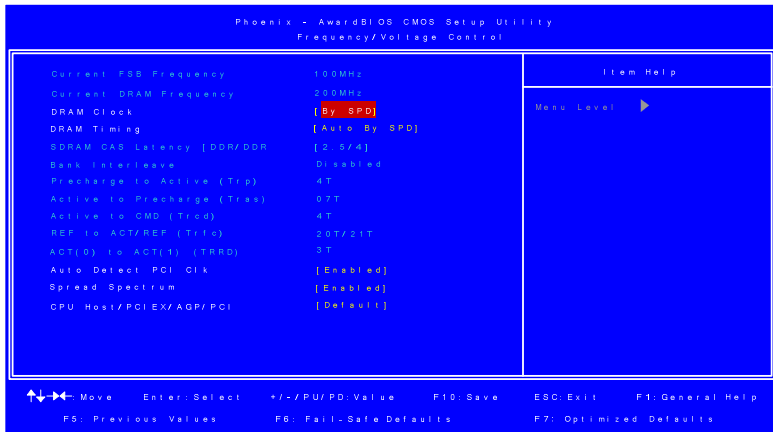 Phoenix - AwardBIOS CMOS Setup Utility
Frequency/Voltage Control
Current FSB Frequency 100MHz
Current DRAM Frequency 200MHz
DRAM Clock [By SPD]
DRAM Timing [Auto By SPD]
SDRAM CAS Latency [DDR/DDR [2.5/4]
Bank Interleave Disabled
Precharge to Active (Trp) 4T
Active to Precharge (Tras) 07T
Active to CMD (Trcd) 4T
REF to ACT/REF (Trfc) 20T/21T
ACT(0) to ACT(1) (TRRD) 3T
Auto Detect PCI Clk [Enabled]
Spread Spectrum [Enabled]
CPU Host/PCIEX/AGP/PCI [Default]
Item Help
Menu Level
:Move Enter:Select +/-/PU/PD:Value F10:Save ESC:Exit F1:General Help
F5: Previous Values F6: Fail-Safe Defaults F7: Optimized Defaults